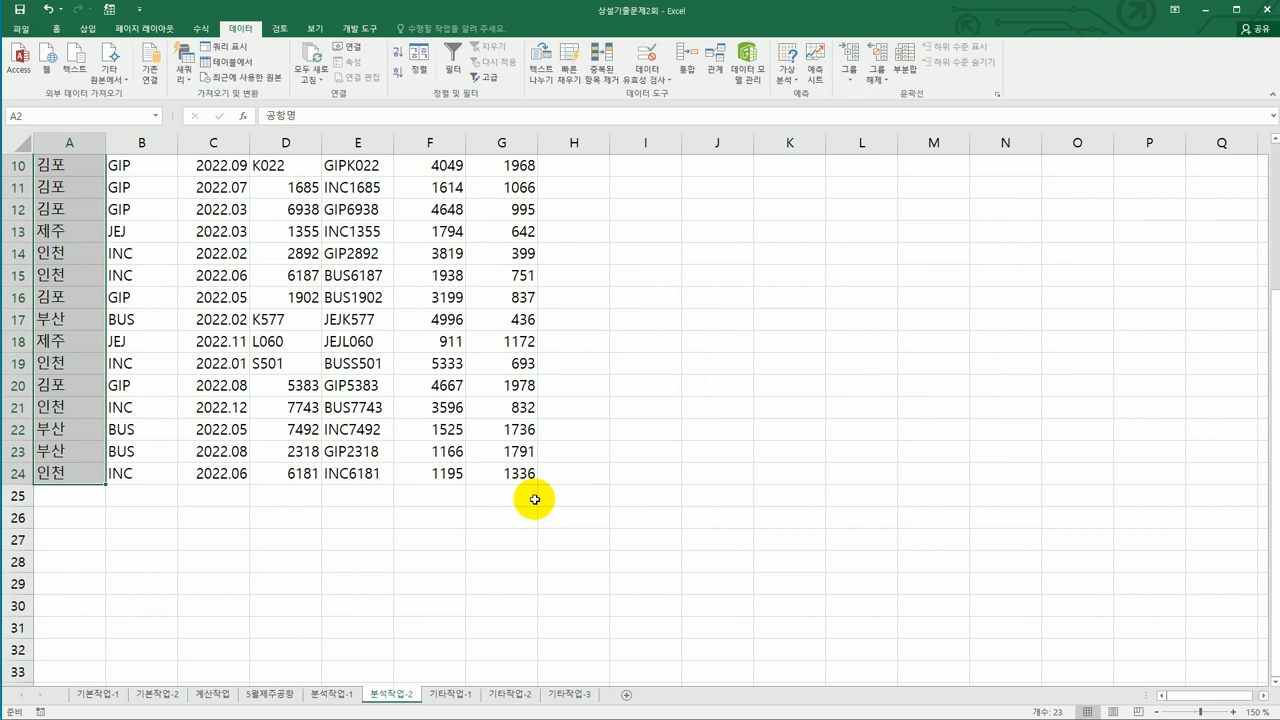 상설기출문제2회 - Excel
파일 홈 삽입 페이지 레이아웃 수식 데이터 검토 보기 개발 도구 수행할 작업을 알려 주세요. 공유
Access 웹 텍스트 기타 원본에서 기존 연결
외부 데이터 가져오기
새 쿼리 쿼리 표시 테이블에서 최근에 사용한 원본
가져오기 및 변환
모두 새로 고침 연결 속성 연결 편집
연결
정렬 필터 지우기 다시 적용 고급
정렬 및 필터
텍스트 나누기 빠른 채우기 중복된 항목 제거 데이터 유효성 검사 통합 관계 데이터 모델 관리
데이터 도구
가상 분석 예측 시트
예측
그룹 그룹 해제 부분합 하위 수준 표시 하위 수준 숨기기
윤곽선
A2 fx 공항명
A B C D E F G H I J K L M N O P Q
10 김포 GIP 2022.09 K022 GIPK022 4049 1968
11 김포 GIP 2022.07 1685 INC1685 1614 1066
12 김포 GIP 2022.03 6938 GIP6938 4648 995
13 제주 JEJ 2022.03 1355 INC1355 1794 642
14 인천 INC 2022.02 2892 GIP2892 3819 399
15 인천 INC 2022.06 6187 BUS6187 1938 751
16 김포 GIP 2022.05 1902 BUS1902 3199 837
17 부산 BUS 2022.02 K577 JEJK577 4996 436
18 제주 JEJ 2022.11 L060 JEJL060 911 1172
19 인천 INC 2022.01 S501 BUSS501 5333 693
20 김포 GIP 2022.08 5383 GIP5383 4667 1978
21 인천 INC 2022.12 7743 BUS7743 3596 832
22 부산 BUS 2022.05 7492 INC7492 1525 1736
23 부산 BUS 2022.08 2318 GIP2318 1166 1791
24 인천 INC 2022.06 6181 INC6181 1195 1336
25
26
27
28
29
30
31
32
33
기본작업-1 기본작업-2 계산작업 5월제주공항 분석작업-1 분석작업-2 기타작업-1 기타작업-2 기타작업-3
준비 개수: 23 150 %